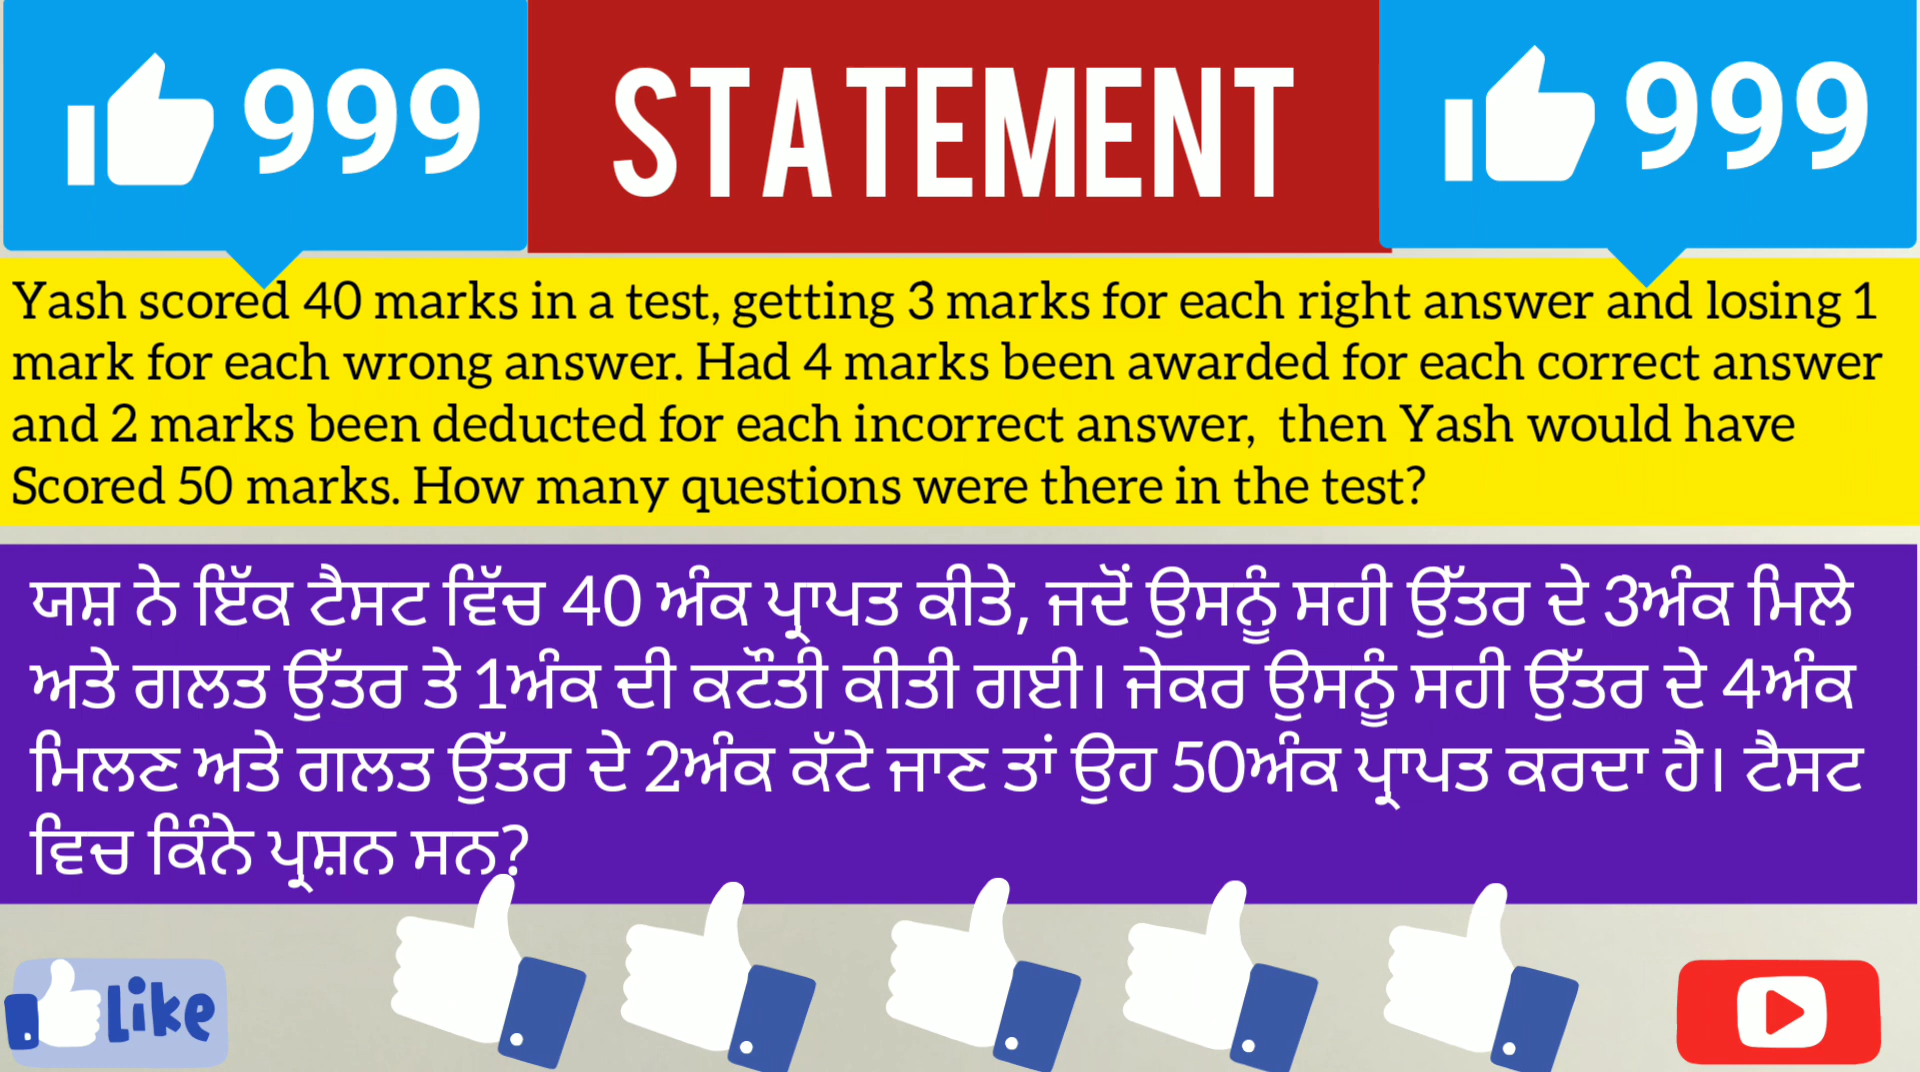 999
STATEMENT
999
Yash scored 40 marks in a test, getting 3 marks for each right answer and losing 1
mark for each wrong answer. Had 4 marks been awarded for each correct answer
and 2 marks been deducted for each incorrect answer, then Yash would have
Scored 50 marks. How many questions were there in the test?
ਯਸ਼ ਨੇ ਇੱਕ ਟੈਸਟ ਵਿੱਚ 40 ਅੰਕ ਪ੍ਰਾਪਤ ਕੀਤੇ, ਜਦੋਂ ਉਸਨੂੰ ਸਹੀ ਉੱਤਰ ਦੇ 3ਅੰਕ ਮਿਲੇ
ਅਤੇ ਗਲਤ ਉੱਤਰ ਤੇ 1ਅੰਕ ਦੀ ਕਟੌਤੀ ਕੀਤੀ ਗਈ। ਜੇਕਰ ਉਸਨੂੰ ਸਹੀ ਉੱਤਰ ਦੇ 4ਅੰਕ
ਮਿਲਣ ਅਤੇ ਗਲਤ ਉੱਤਰ ਦੇ 2ਅੰਕ ਕੱਟੇ ਜਾਣ ਤਾਂ ਉਹ 50ਅੰਕ ਪ੍ਰਾਪਤ ਕਰਦਾ ਹੈ। ਟੈਸਟ
ਵਿਚ ਕਿੰਨੇ ਪ੍ਰਸ਼ਨ ਸਨ?
Like